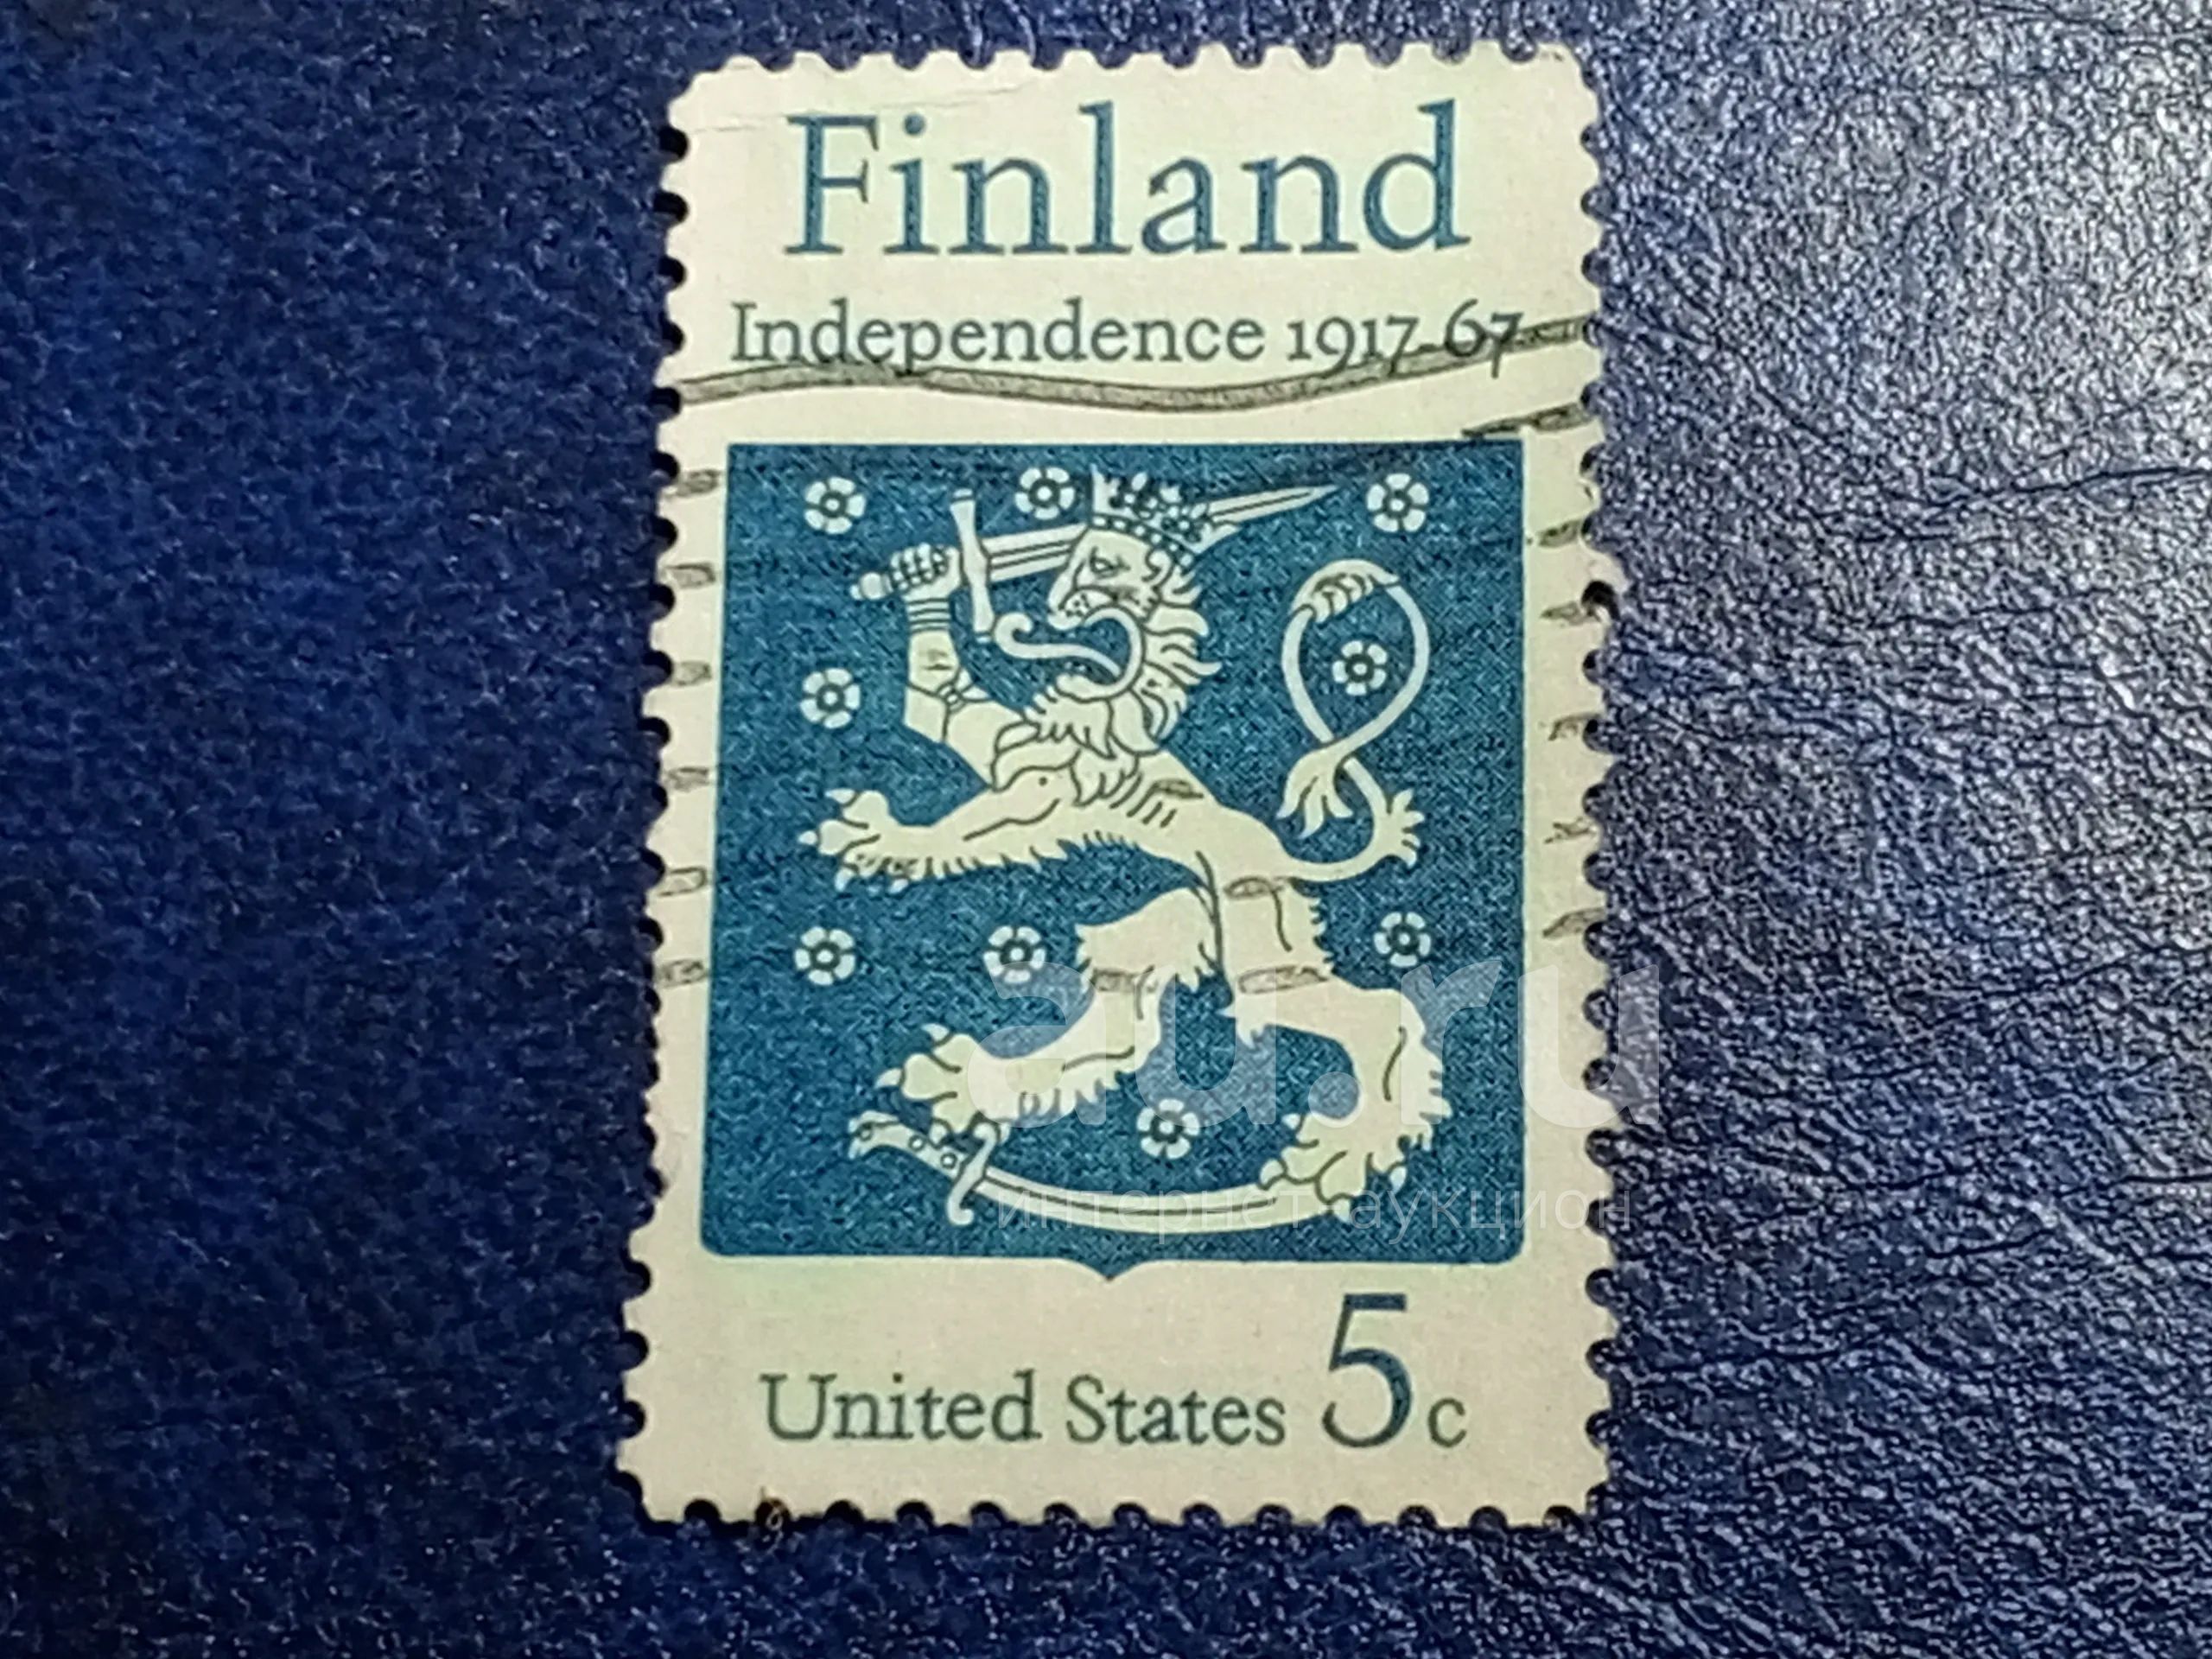 Finland
Independence 1917-67
au.ru
интернет аукцион
United States 5c